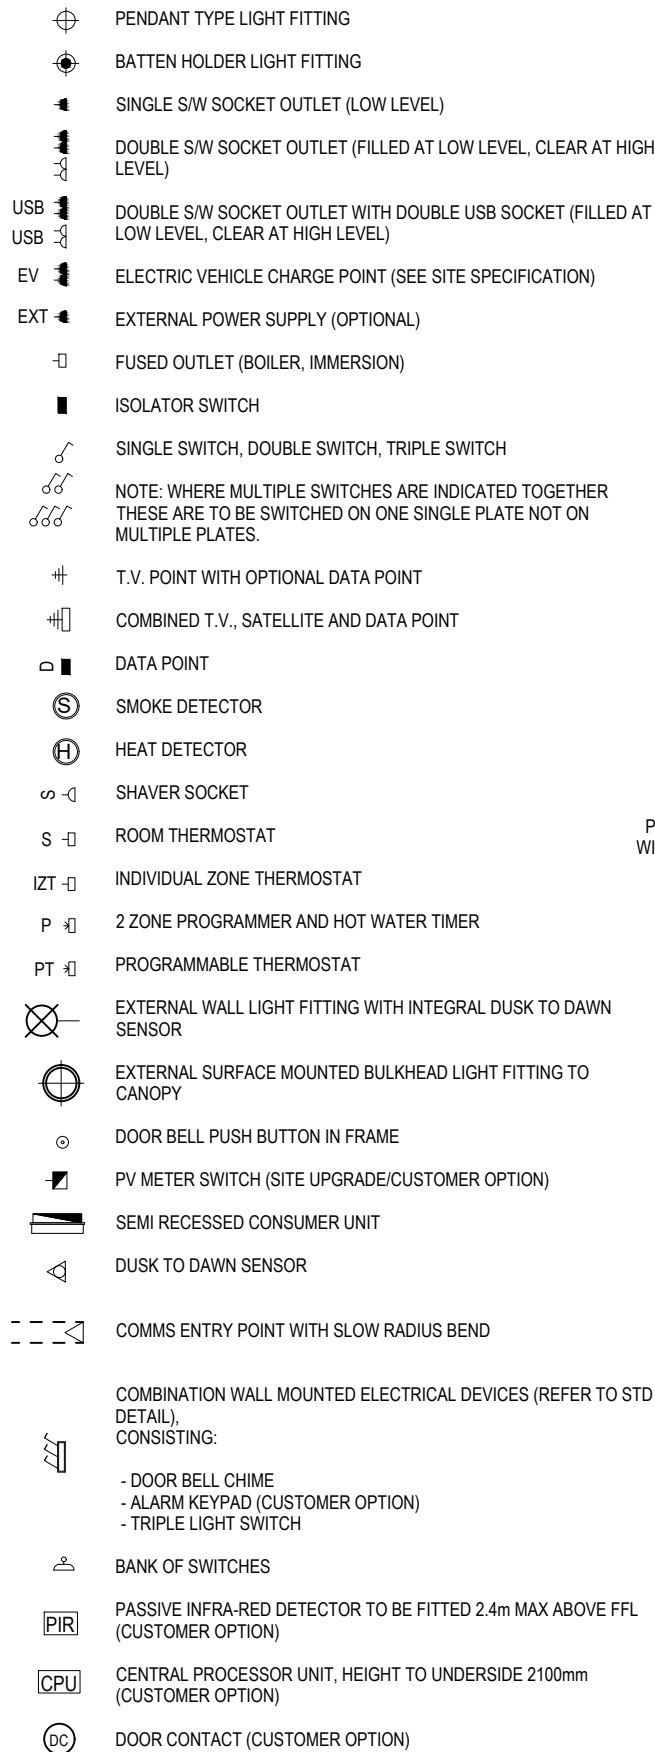 PENDANT TYPE LIGHT FITTING
BATTEN HOLDER LIGHT FITTING
SINGLE S/W SOCKET OUTLET (LOW LEVEL)
DOUBLE S/W SOCKET OUTLET (FILLED AT LOW LEVEL, CLEAR AT HIGH
LEVEL)
USB DOUBLE S/W SOCKET OUTLET WITH DOUBLE USB SOCKET (FILLED AT
USB LOW LEVEL, CLEAR AT HIGH LEVEL)
EV ELECTRIC VEHICLE CHARGE POINT (SEE SITE SPECIFICATION)
EXT EXTERNAL POWER SUPPLY (OPTIONAL)
FUSED OUTLET (BOILER, IMMERSION)
ISOLATOR SWITCH
SINGLE SWITCH, DOUBLE SWITCH, TRIPLE SWITCH
NOTE: WHERE MULTIPLE SWITCHES ARE INDICATED TOGETHER
THESE ARE TO BE SWITCHED ON ONE SINGLE PLATE NOT ON
MULTIPLE PLATES.
T.V. POINT WITH OPTIONAL DATA POINT
COMBINED T.V., SATELLITE AND DATA POINT
D DATA POINT
S SMOKE DETECTOR
H HEAT DETECTOR
S SHAVER SOCKET
P
S ROOM THERMOSTAT
WI
IZT INDIVIDUAL ZONE THERMOSTAT
P 2 ZONE PROGRAMMER AND HOT WATER TIMER
PT PROGRAMMABLE THERMOSTAT
EXTERNAL WALL LIGHT FITTING WITH INTEGRAL DUSK TO DAWN
SENSOR
EXTERNAL SURFACE MOUNTED BULKHEAD LIGHT FITTING TO
CANOPY
DOOR BELL PUSH BUTTON IN FRAME
PV METER SWITCH (SITE UPGRADE/CUSTOMER OPTION)
SEMI RECESSED CONSUMER UNIT
DUSK TO DAWN SENSOR
COMMS ENTRY POINT WITH SLOW RADIUS BEND
COMBINATION WALL MOUNTED ELECTRICAL DEVICES (REFER TO STD
DETAIL),
CONSISTING:
- DOOR BELL CHIME
- ALARM KEYPAD (CUSTOMER OPTION)
- TRIPLE LIGHT SWITCH
BANK OF SWITCHES
PIR PASSIVE INFRA-RED DETECTOR TO BE FITTED 2.4m MAX ABOVE FFL
(CUSTOMER OPTION)
CPU CENTRAL PROCESSOR UNIT, HEIGHT TO UNDERSIDE 2100mm
(CUSTOMER OPTION)
DC DOOR CONTACT (CUSTOMER OPTION)